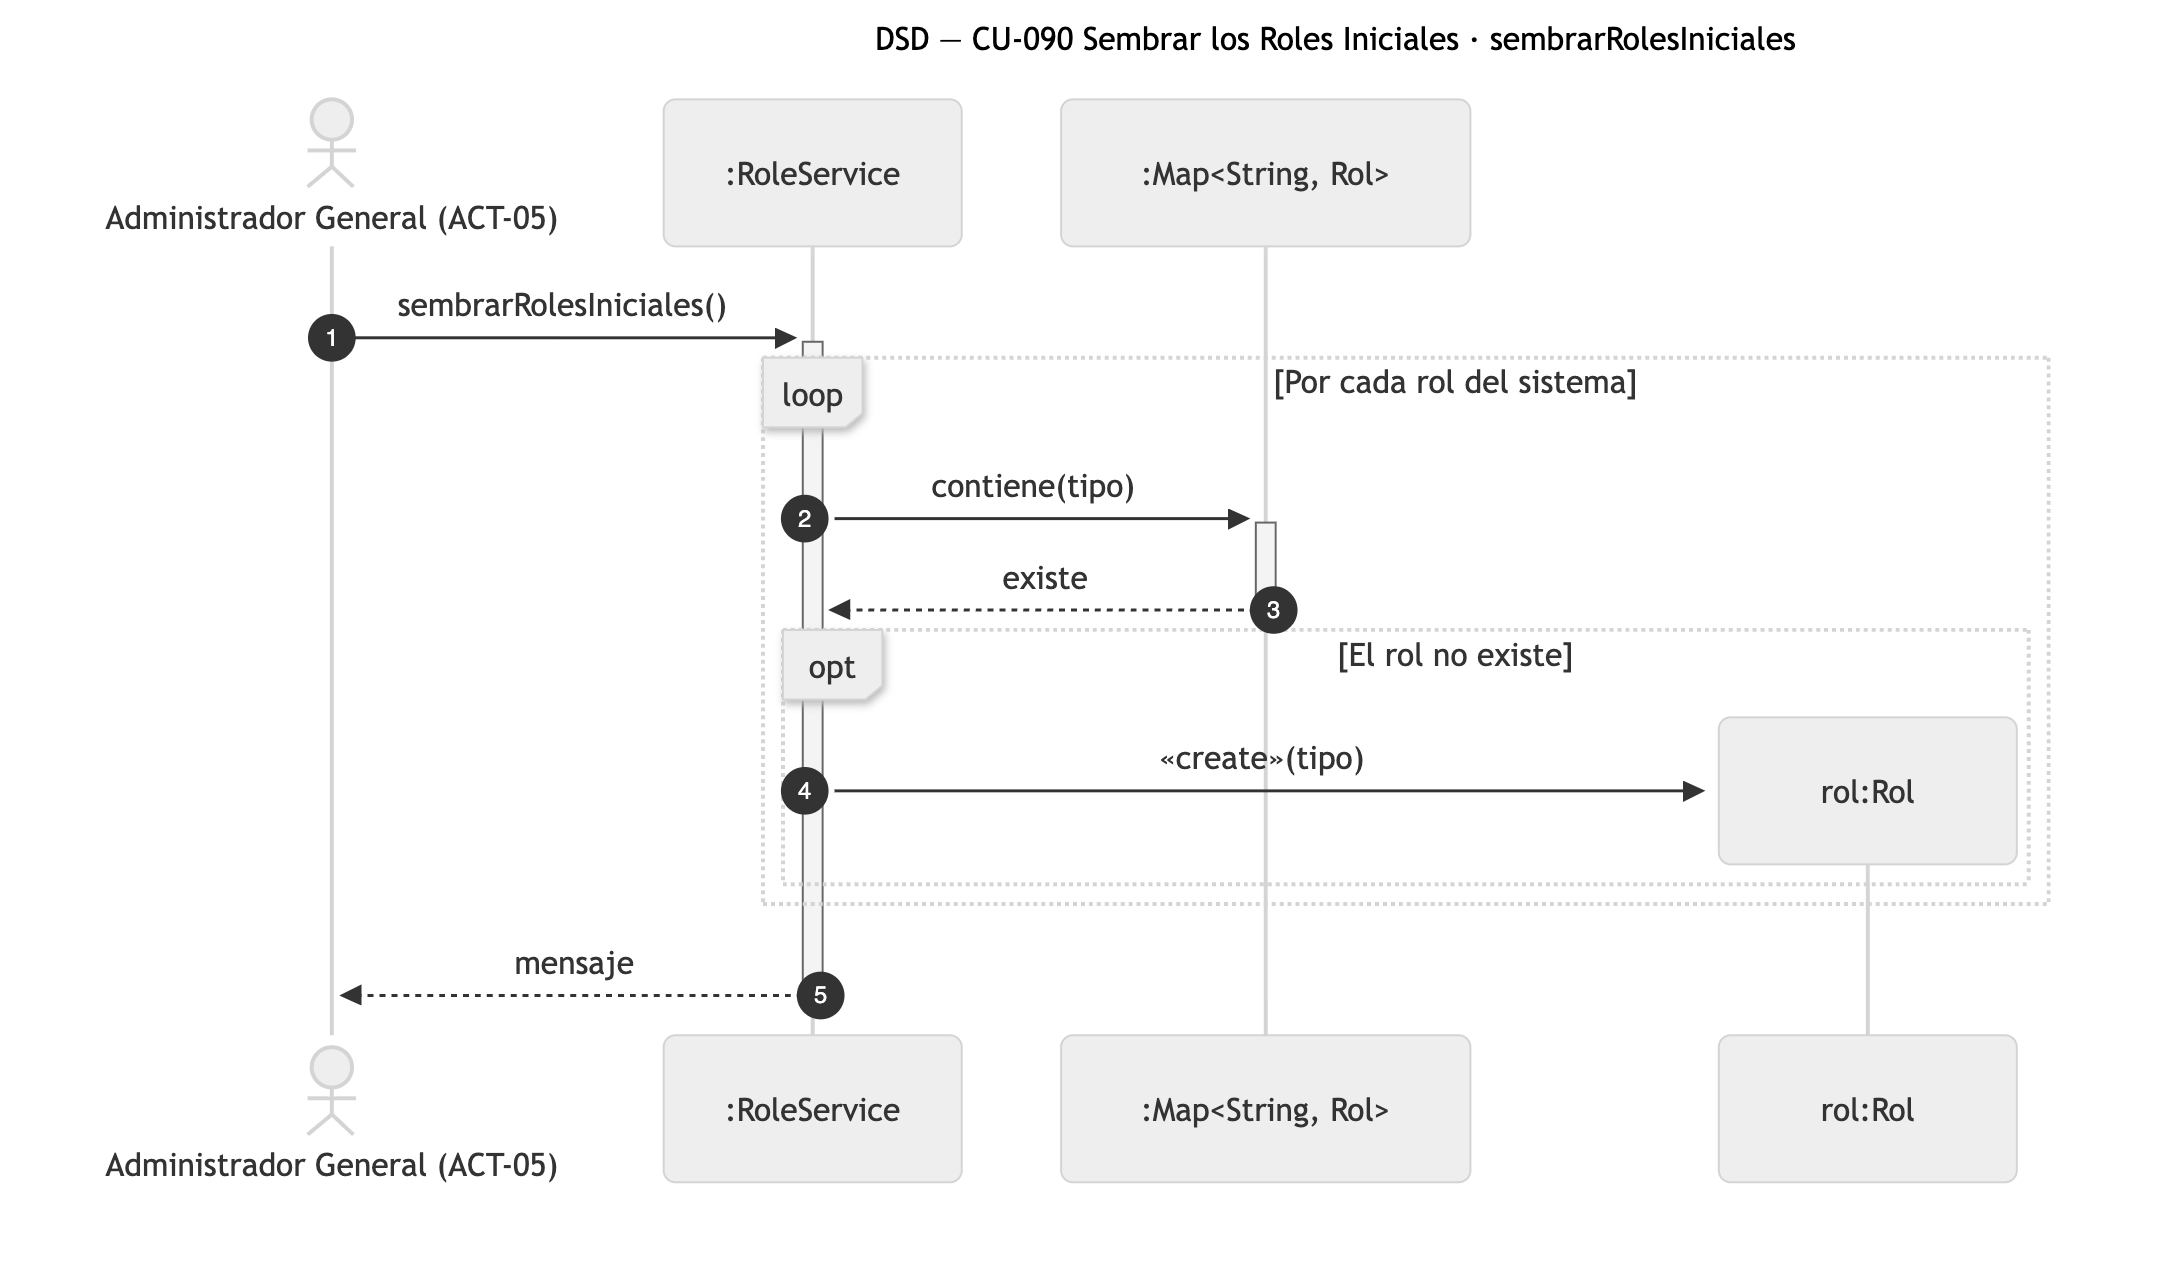 DSD — CU-090 Sembrar los Roles Iniciales · sembrarRolesIniciales
Administrador General (ACT-05)
:RoleService
:Map<String, Rol>
sembrarRolesIniciales()
1
loop
[Por cada rol del sistema]
contiene(tipo)
2
existe
3
opt
[El rol no existe]
«create»(tipo)
4
rol:Rol
mensaje
5
Administrador General (ACT-05)
:RoleService
:Map<String, Rol>
rol:Rol